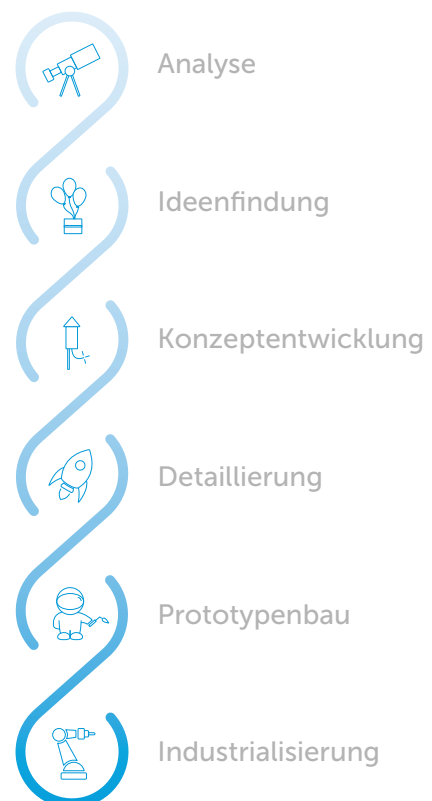 Analyse
Ideenfindung
Konzeptentwicklung
Detaillierung
Prototypenbau
Industrialisierung